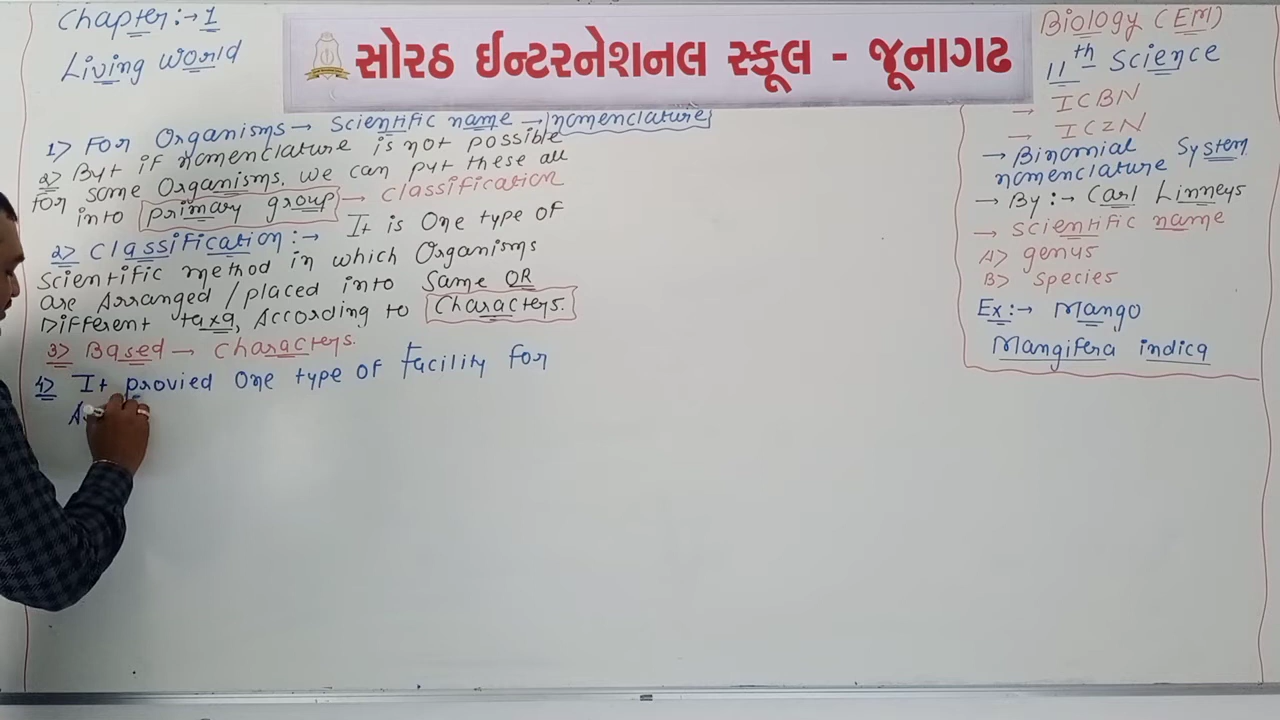 Chapter:→ 1
Living World
સોરઠ ઈન્ટરનેશનલ સ્કૂલ - જૂનાગઢ
1> For Organisms → Scientific name → nomenclature
2> But if nomenclature is not possible
for some Organisms. we can put these all
into primary group → Classification
2> Classification:→ It is One type of
Scientific method in which Organisms
are Arranged / placed into Same OR
Different taxa, According to Characters.
3> Based → Characters.
4> It provied One type of facility for
Biology (EM)
11th Science
→ ICBN
→ ICZN
→ Binomial System
nomenclature
→ By:→ Carl Linneus
→ Scientific name
A> genus
B> Species
Ex:→ Mango
Mangifera indica